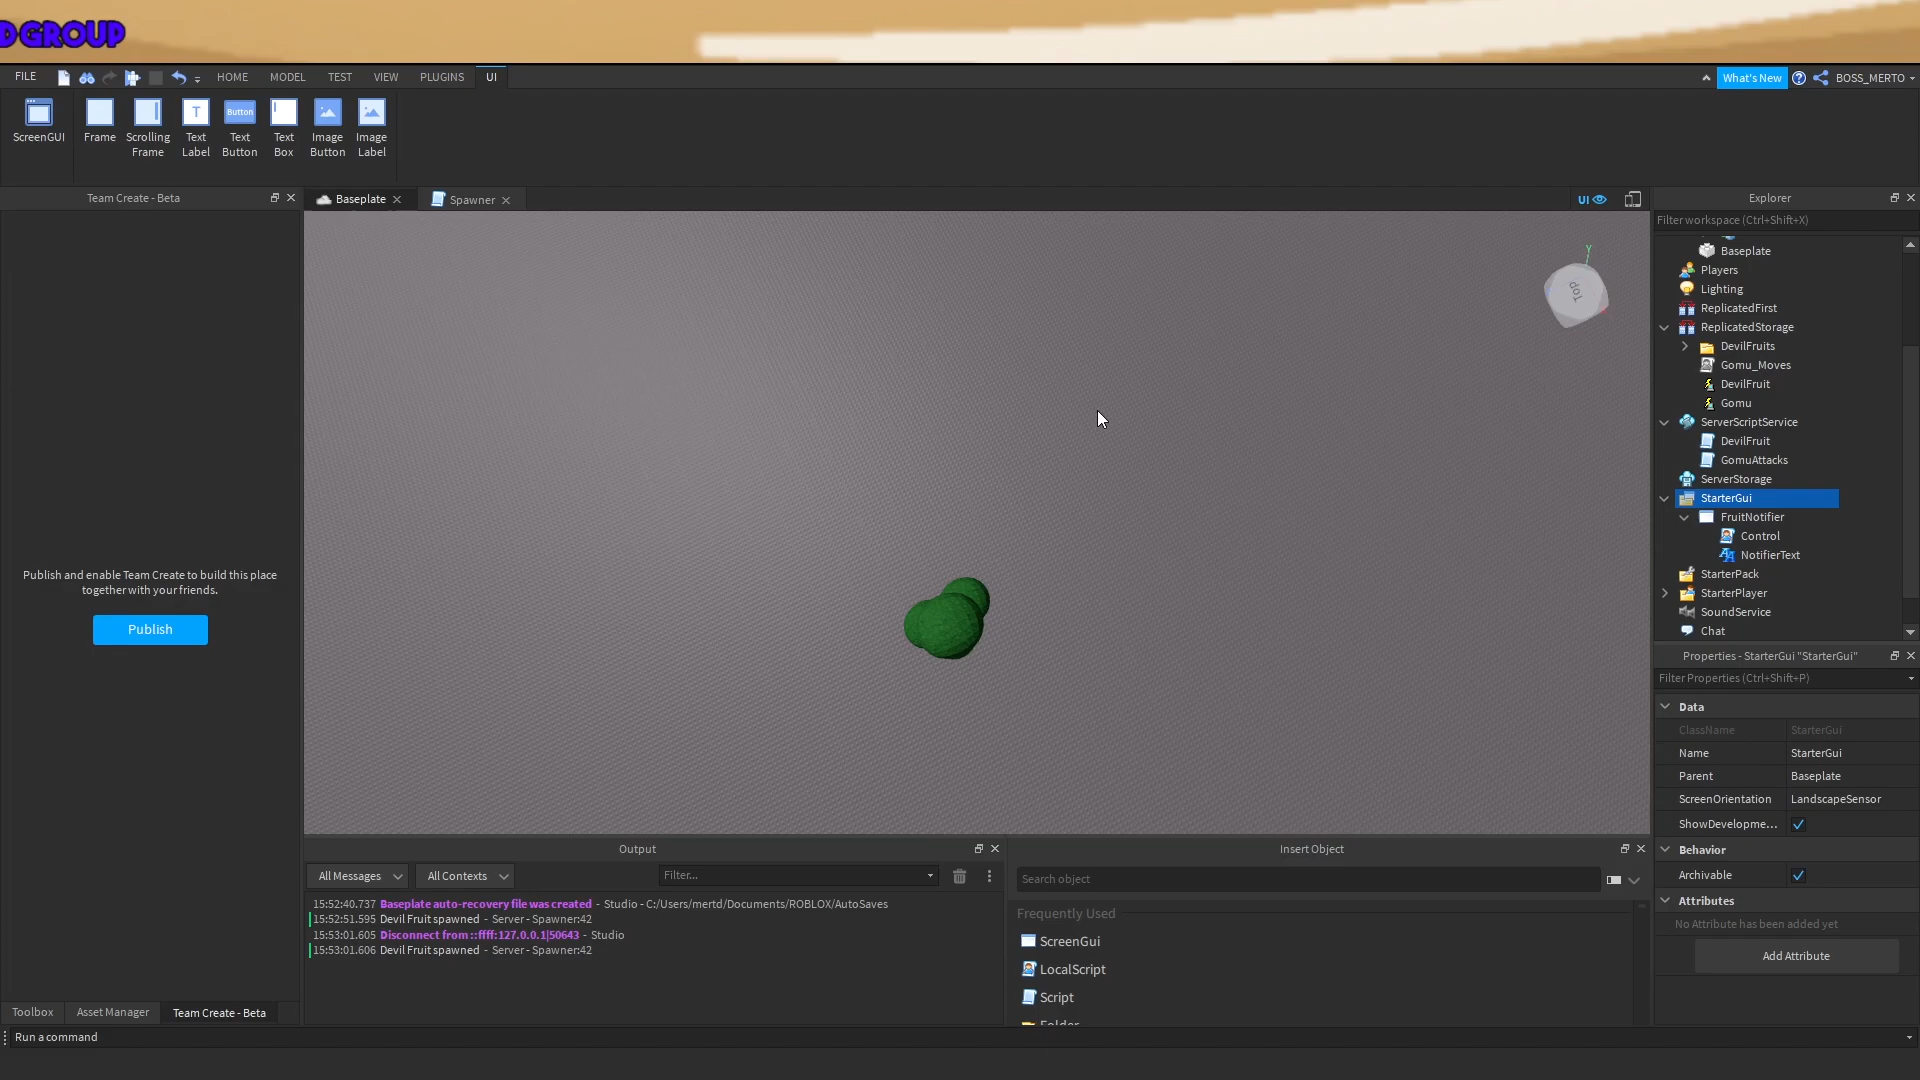 D GROUP
FILE
HOME
MODEL
TEST
VIEW
PLUGINS
UI
What's New
BOSS_MERTO
ScreenGUI
Frame
Scrolling
Frame
Text
Label
Text
Button
Button
Text
Box
Image
Button
Image
Label
T
Team Create - Beta
Baseplate
Spawner
UI
Explorer
Filter workspace (Ctrl+Shift+X)
Baseplate
Players
Lighting
ReplicatedFirst
ReplicatedStorage
DevilFruits
Gomu_Moves
DevilFruit
Gomu
ServerScriptService
DevilFruit
GomuAttacks
ServerStorage
StarterGui
FruitNotifier
Control
NotifierText
StarterPack
StarterPlayer
SoundService
Chat
Y
Top
Publish and enable Team Create to build this place
together with your friends.
Publish
Properties - StarterGui "StarterGui"
Filter Properties (Ctrl+Shift+P)
Data
ClassName StarterGui
Name StarterGui
Parent Baseplate
ScreenOrientation LandscapeSensor
ShowDevelopme...
Behavior
Archivable
Attributes
No Attribute has been added yet
Add Attribute
Output
All Messages
All Contexts
Filter...
15:52:40.737 Baseplate auto-recovery file was created - Studio - C:/Users/mertd/Documents/ROBLOX/AutoSaves
15:52:51.595 Devil Fruit spawned - Server - Spawner:42
15:53:01.605 Disconnect from ::ffff:127.0.0.1|50643 - Studio
15:53:01.606 Devil Fruit spawned - Server - Spawner:42
Insert Object
Search object
Frequently Used
ScreenGui
LocalScript
Script
Folder
Toolbox
Asset Manager
Team Create - Beta
Run a command